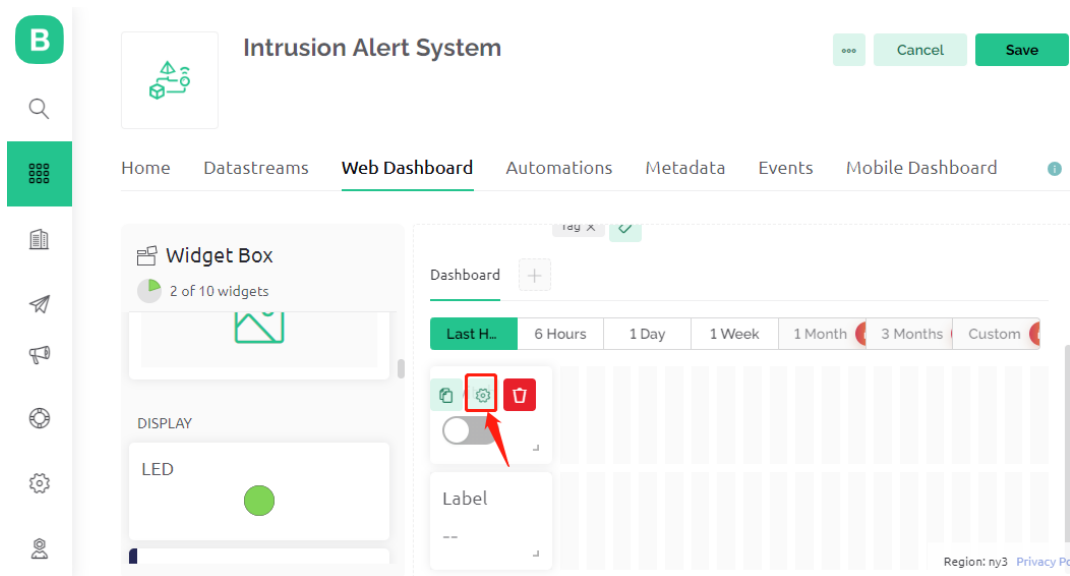 B
Intrusion Alert System
Cancel
Save
Home Datastreams Web Dashboard Automations Metadata Events Mobile Dashboard
Widget Box
2 of 10 widgets
Tag X
Dashboard
Last H... 6 Hours 1 Day 1 Week 1 Month 3 Months Custom
DISPLAY
LED
Label
--
Region: ny3 Privacy Po